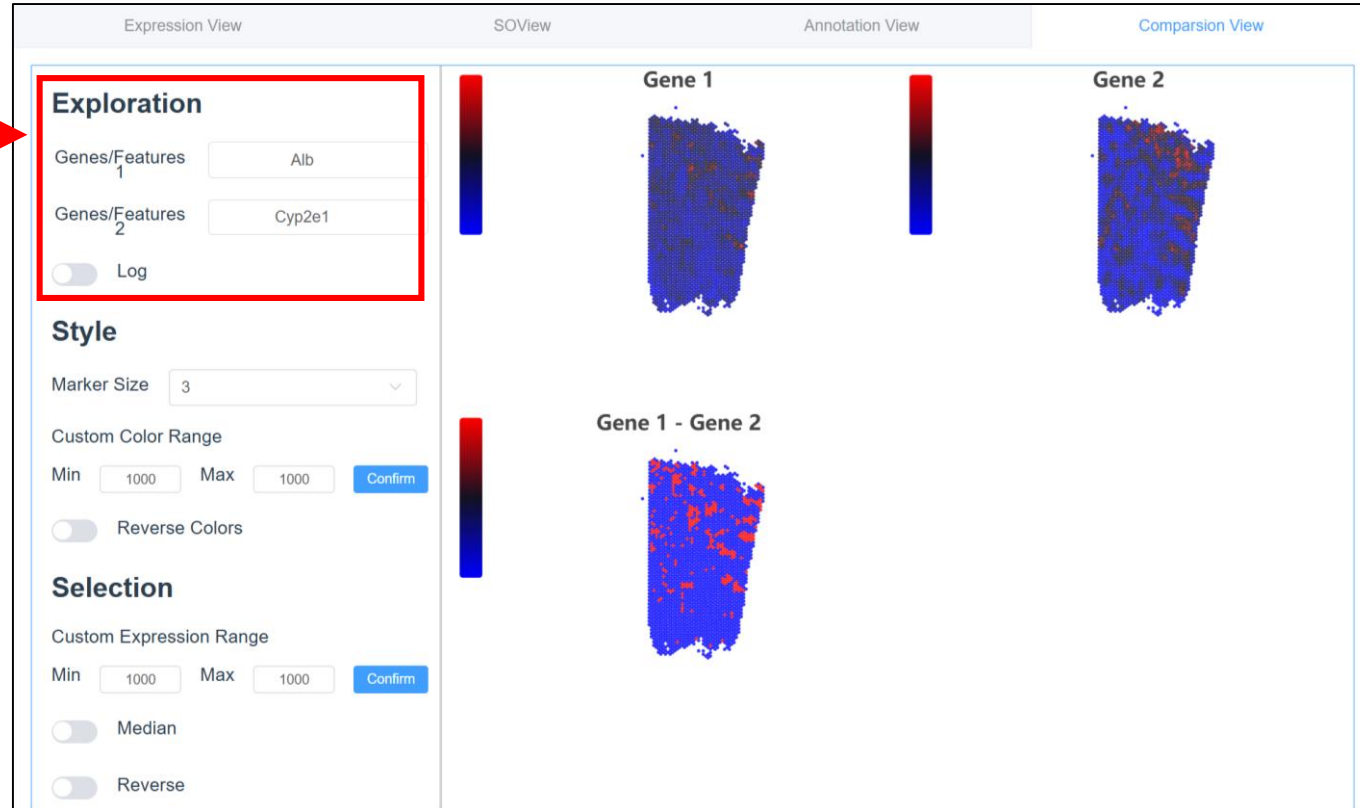 Expression View
SOView
Annotation View
Comparsion View
Exploration
Genes/Features 1
Alb
Genes/Features 2
Cyp2e1
Log
Style
Marker Size
3
Custom Color Range
Min
1000
Max
1000
Confirm
Reverse Colors
Selection
Custom Expression Range
Min
1000
Max
1000
Confirm
Median
Reverse
Gene 1
Gene 2
Gene 1 - Gene 2